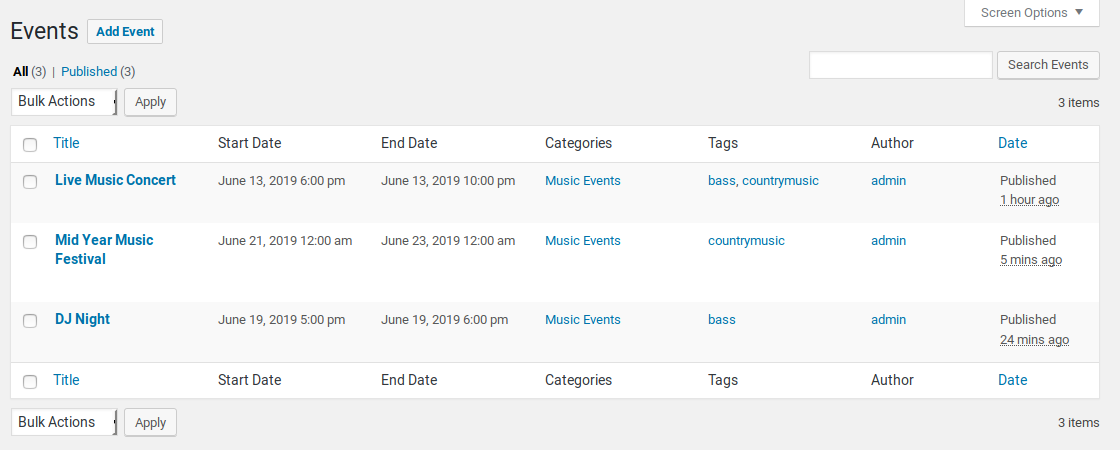 Screen Options
Events Add Event
All (3) | Published (3)
Search Events
Bulk Actions Apply 3 items
Title Start Date End Date Categories Tags Author Date
Live Music Concert June 13, 2019 6:00 pm June 13, 2019 10:00 pm Music Events bass, countrymusic admin Published
1 hour ago
Mid Year Music June 21, 2019 12:00 am June 23, 2019 12:00 am Music Events countrymusic admin Published
Festival 5 mins ago
DJ Night June 19, 2019 5:00 pm June 19, 2019 6:00 pm Music Events bass admin Published
24 mins ago
Title Start Date End Date Categories Tags Author Date
Bulk Actions Apply 3 items